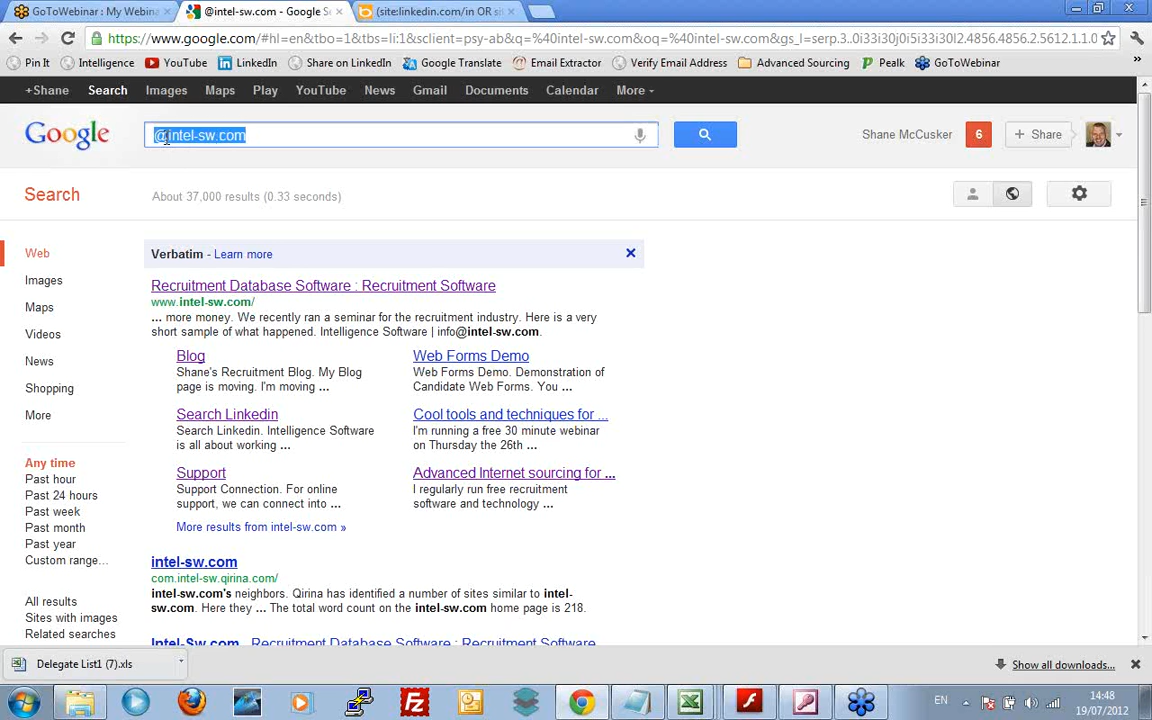 GoToWebinar : My Webina
@intel-sw.com - Google S
(site:linkedin.com/in OR sit
https://www.google.com/#hl=en&tbo=1&tbs=li:1&sclient=psy-ab&q=%40intel-sw.com&oq=%40intel-sw.com&gs_l=serp.3..0i33i30j0i5i33i30l2.4856.4856.2.5612.1.1.0
Pin It Intelligence YouTube LinkedIn Share on LinkedIn Google Translate Email Extractor Verify Email Address Advanced Sourcing Pealk GoToWebinar »
+Shane Search Images Maps Play YouTube News Gmail Documents Calendar More
Google @intel-sw.com Shane McCusker 6 + Share
Search About 37,000 results (0.33 seconds)
Web
Images
Maps
Videos
News
Shopping
More
Any time
Past hour
Past 24 hours
Past week
Past month
Past year
Custom range...
All results
Sites with images
Related searches
Verbatim - Learn more
Recruitment Database Software : Recruitment Software
www.intel-sw.com/
... more money. We recently ran a seminar for the recruitment industry. Here is a very
short sample of what happened. Intelligence Software | info@intel-sw.com.
Blog
Shane's Recruitment Blog. My Blog
page is moving. I'm moving ...
Web Forms Demo
Web Forms Demo. Demonstration of
Candidate Web Forms. You ...
Search Linkedin
Search Linkedin. Intelligence Software
is all about working ...
Cool tools and techniques for ...
I'm running a free 30 minute webinar
on Thursday the 26th ...
Support
Support Connection. For online
support, we can connect into ...
Advanced Internet sourcing for ...
I regularly run free recruitment
software and technology ...
More results from intel-sw.com »
intel-sw.com
com.intel-sw.qirina.com/
intel-sw.com's neighbors. Qirina has identified a number of sites similar to intel-
sw.com. Here they ... The total word count on the intel-sw.com home page is 218.
Intel-Sw.com - Recruitment Database Software : Recruitment Software
Delegate List1 (7).xls
Show all downloads...
EN
14:48
19/07/2012